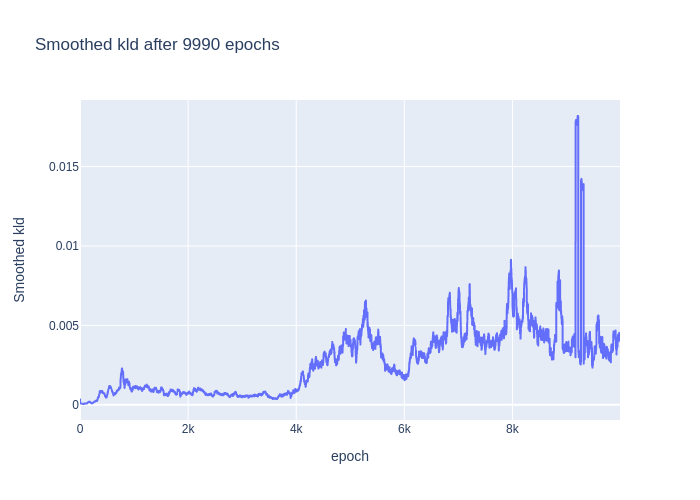 Smoothed kld after 9990 epochs
Smoothed kld
0.015
0.01
0.005
0
0 2k 4k 6k 8k
epoch